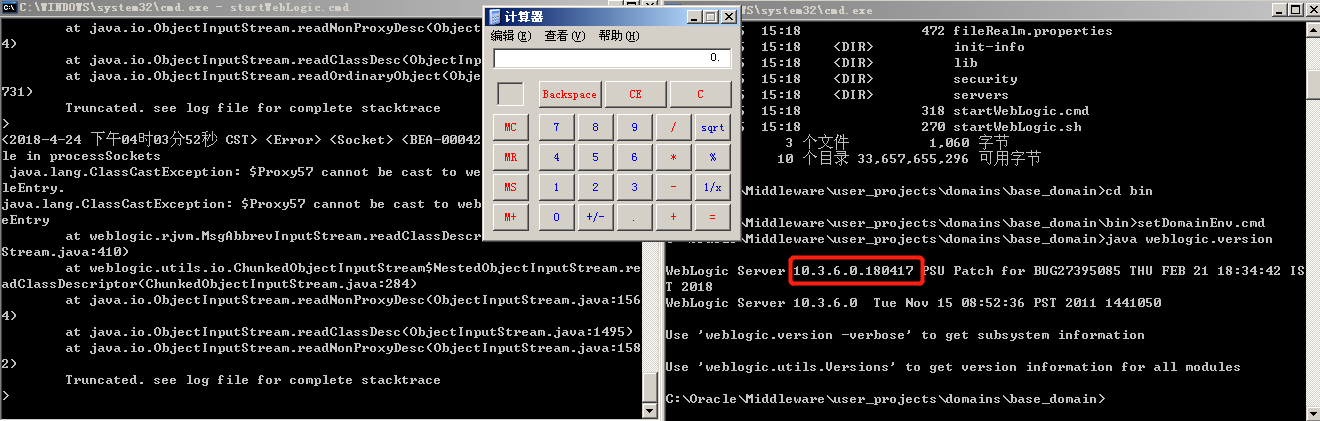 C:\WINDOWS\system32\cmd.exe - startWebLogic.cmd
at java.io.ObjectInputStream.readNonProxyDesc(Object
4)
at java.io.ObjectInputStream.readClassDesc(ObjectInp
at java.io.ObjectInputStream.readOrdinaryObject(Obje
731)
Truncated. see log file for complete stacktrace
>
<2018-4-24 下午04时03分52秒 CST> <Error> <Socket> <BEA-00042
le in processSockets
java.lang.ClassCastException: $Proxy57 cannot be cast to we
leEntry.
java.lang.ClassCastException: $Proxy57 cannot be cast to web
eEntry
at weblogic.rjvm.MsgAbbrevInputStream.readClassDescr
Stream.java:410)
at weblogic.utils.io.ChunkedObjectInputStream$NestedObjectInputStream.re
adClassDescriptor(ChunkedObjectInputStream.java:284)
at java.io.ObjectInputStream.readNonProxyDesc(ObjectInputStream.java:156
4)
at java.io.ObjectInputStream.readClassDesc(ObjectInputStream.java:1495)
at java.io.ObjectInputStream.readNonProxyDesc(ObjectInputStream.java:158
2)
Truncated. see log file for complete stacktrace
>
计算器
编辑(E) 查看(V) 帮助(H)
0.
Backspace CE C
MC 7 8 9 / sqrt
MR 4 5 6 * %
MS 1 2 3 - 1/x
M+ 0 +/- . + =
WS\system32\cmd.exe
15:18 472 fileRealm.properties
15:18 <DIR> init-info
15:18 <DIR> lib
15:18 <DIR> security
15:18 <DIR> servers
15:18 318 startWebLogic.cmd
15:18 270 startWebLogic.sh
3 个文件 1,060 字节
10 个目录 33,657,655,296 可用字节
\Middleware\user_projects\domains\base_domain>cd bin
\Middleware\user_projects\domains\base_domain\bin>setDomainEnv.cmd
\Middleware\user_projects\domains\base_domain>java weblogic.version
WebLogic Server 10.3.6.0.180417 PSU Patch for BUG27395085 THU FEB 21 18:34:42 IS
T 2018
WebLogic Server 10.3.6.0 Tue Nov 15 08:52:36 PST 2011 1441050
Use 'weblogic.version -verbose' to get subsystem information
Use 'weblogic.utils.Versions' to get version information for all modules
C:\Oracle\Middleware\user_projects\domains\base_domain>